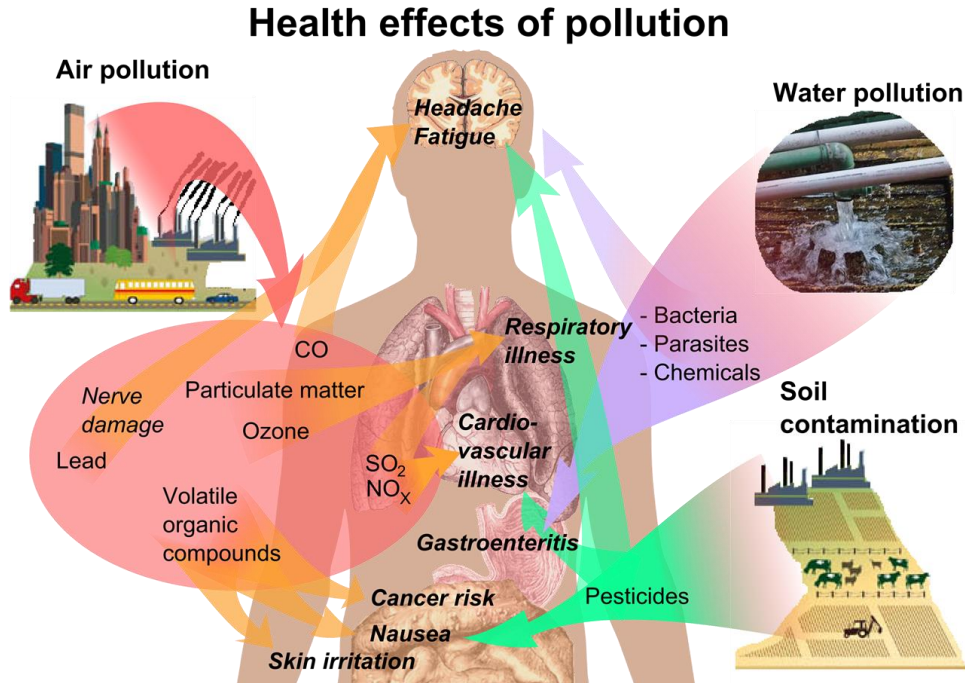 Health effects of pollution
Air pollution
Water pollution
Headache
Fatigue
Respiratory
illness
- Bacteria
- Parasites
- Chemicals
CO
Particulate matter
Nerve
damage
Ozone
Lead
SO2
NOX
Volatile
organic
compounds
Cardio-
vascular
illness
Soil
contamination
Gastroenteritis
Pesticides
Cancer risk
Nausea
Skin irritation